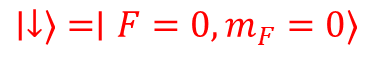 |↓⟩ =| F = 0, m_F = 0⟩